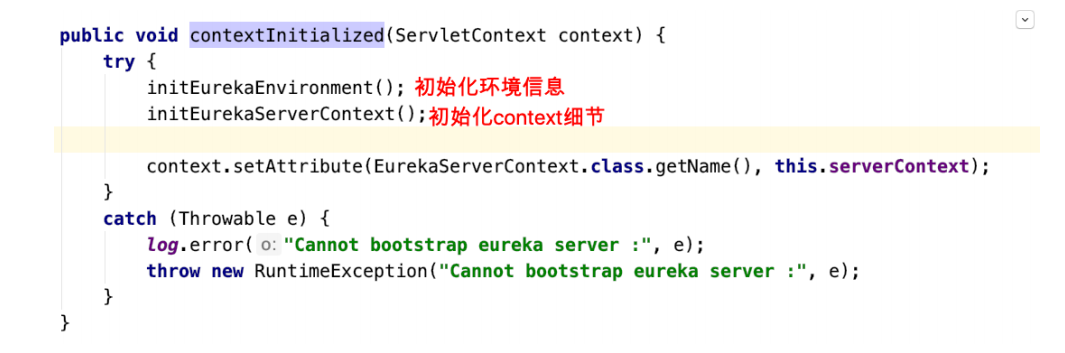 public void contextInitialized(ServletContext context) {
try {
initEurekaEnvironment(); 初始化环境信息
initEurekaServerContext();初始化context细节
context.setAttribute(EurekaServerContext.class.getName(), this.serverContext);
}
catch (Throwable e) {
log.error( o: "Cannot bootstrap eureka server :", e);
throw new RuntimeException("Cannot bootstrap eureka server :", e);
}
}